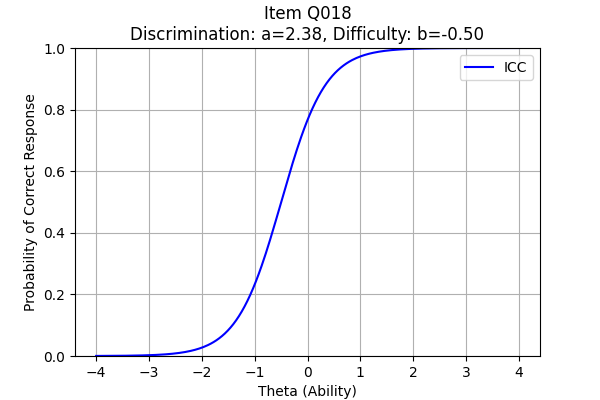 Item Q018
Discrimination: a=2.38, Difficulty: b=-0.50
1.0
ICC
0.8
0.6
0.4
0.2
0.0
Probability of Correct Response
−4 −3 −2 −1 0 1 2 3 4
Theta (Ability)